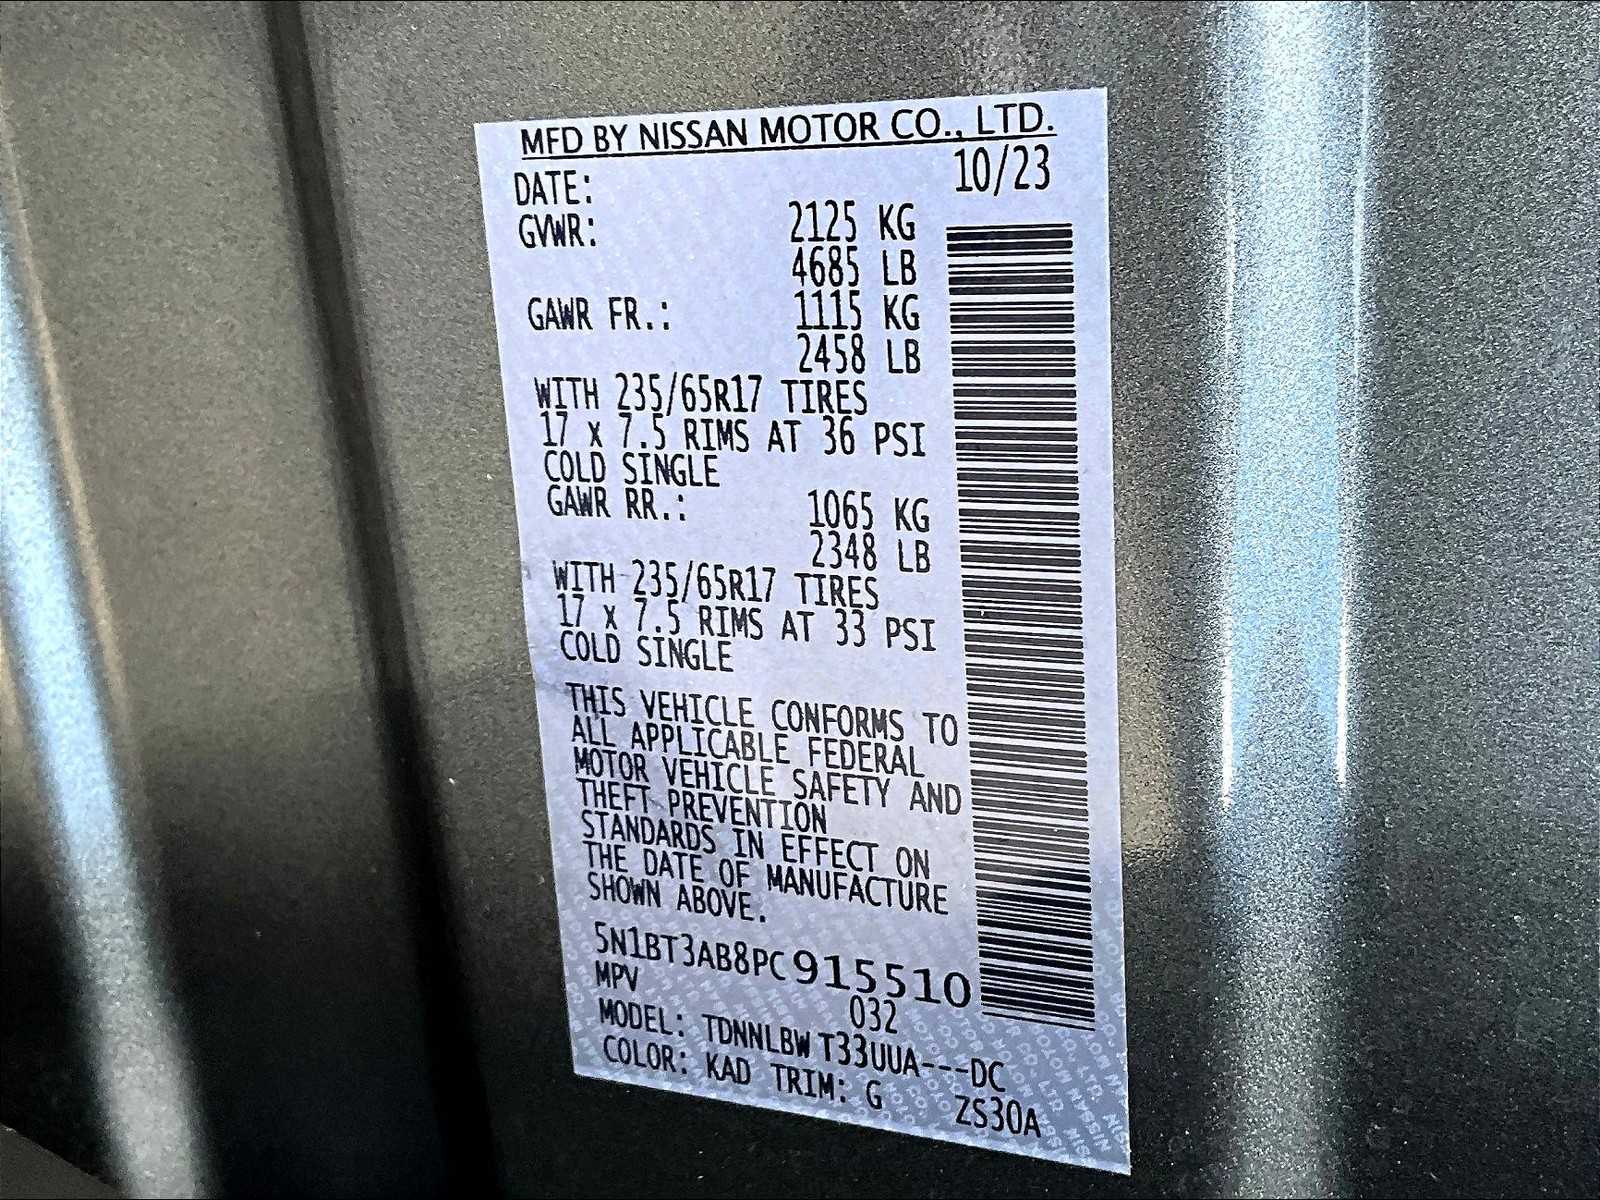 MFD BY NISSAN MOTOR CO., LTD.
DATE: 10/23
GVWR: 2125 KG
4685 LB
GAWR FR.: 1115 KG
2458 LB
WITH 235/65R17 TIRES
17 x 7.5 RIMS AT 36 PSI
COLD SINGLE
GAWR RR.: 1065 KG
2348 LB
WITH 235/65R17 TIRES
17 x 7.5 RIMS AT 33 PSI
COLD SINGLE
THIS VEHICLE CONFORMS TO
ALL APPLICABLE FEDERAL
MOTOR VEHICLE SAFETY AND
THEFT PREVENTION
STANDARDS IN EFFECT ON
THE DATE OF MANUFACTURE
SHOWN ABOVE.
5N1BT3AB8PC915510
MPV 032
MODEL: TDNNLBW T33UUA---DC
COLOR: KAD TRIM: G ZS30A